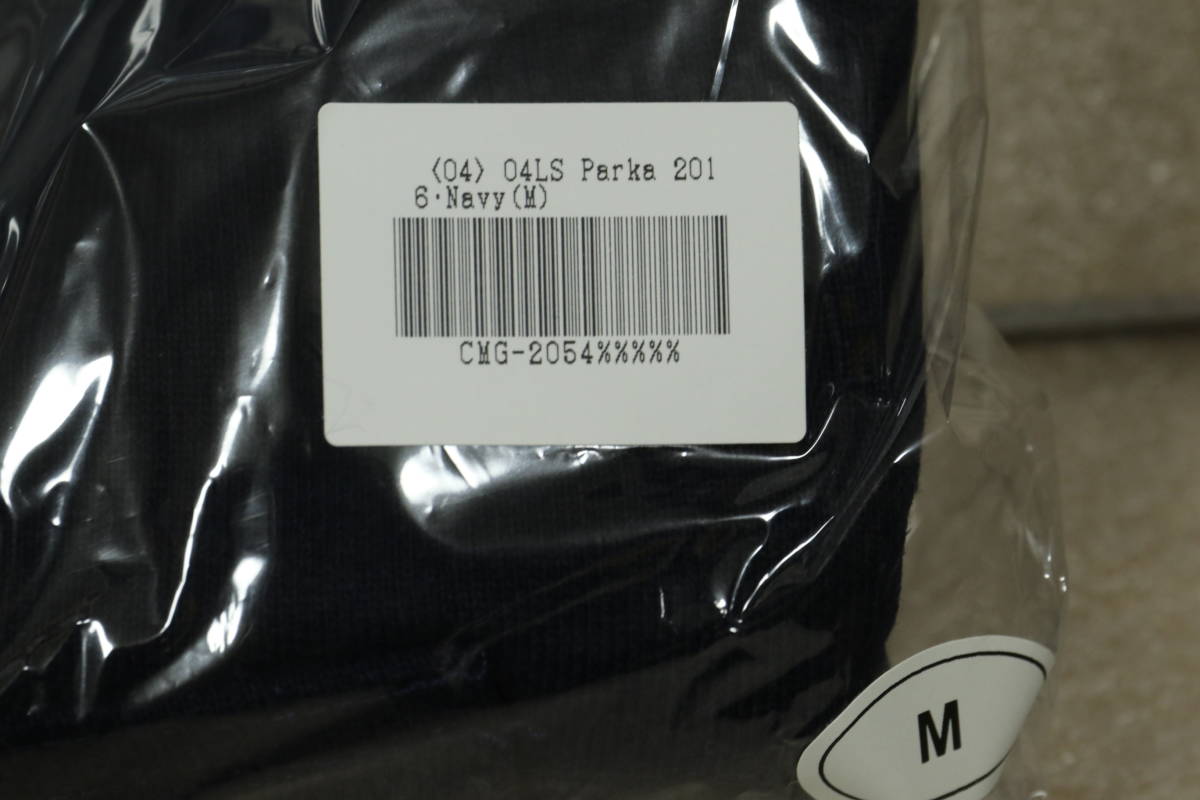 〈04〉 04LS Parka 201
6・Navy(M)
CMG-2054%%%%%
M